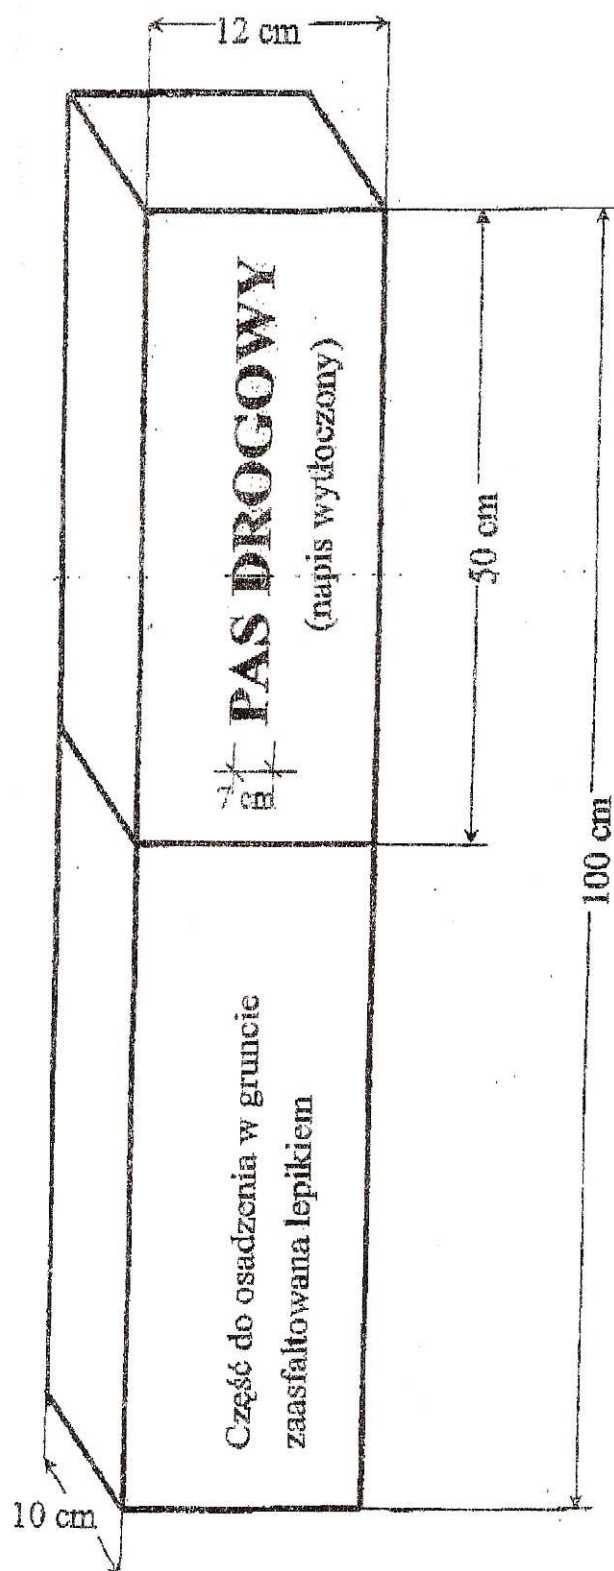 12 cm
PAS DROGOWY
(napis wytłoczony)
50 cm
100 cm
Część do osadzenia w gruncie
zaasfaltowana lepikiem
10 cm